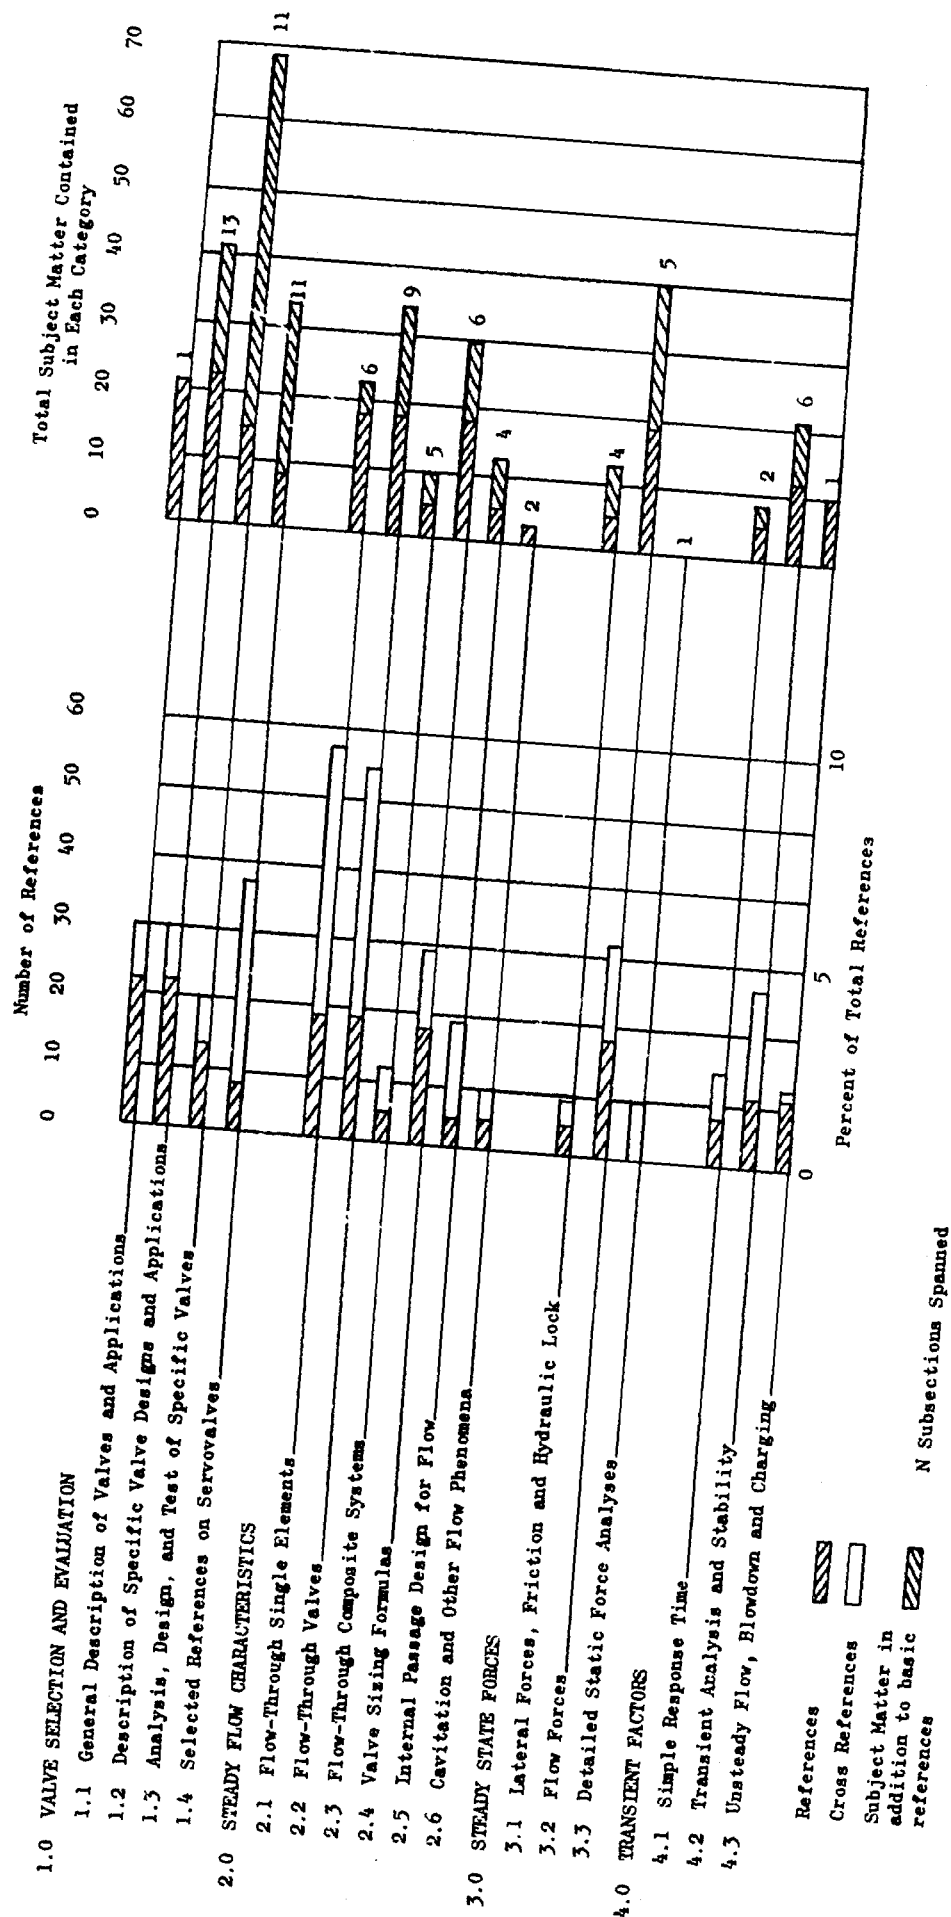 Number of References
0 10 20 30 40 50 60
Total Subject Matter Contained
in Each Category
0 10 20 30 40 50 60 70
1.0 VALVE SELECTION AND EVALUATION
1.1 General Description of Valves and Applications
1
1.2 Description of Specific Valve Designs and Applications
13
1.3 Analysis, Design, and Test of Specific Valves
11
1.4 Selected References on Servovalves
11
2.0 STEADY FLOW CHARACTERISTICS
2.1 Flow-Through Single Elements
6
2.2 Flow-Through Valves
9
2.3 Flow-Through Composite Systems
5
2.4 Valve Sizing Formulas
6
2.5 Internal Passage Design for Flow
4
2.6 Cavitation and Other Flow Phenomena
2
3.0 STEADY STATE FORCES
3.1 Lateral Forces, Friction and Hydraulic Lock
4
3.2 Flow Forces
5
3.3 Detailed Static Force Analyses
1
4.0 TRANSIENT FACTORS
4.1 Simple Response Time
2
4.2 Transient Analysis and Stability
6
4.3 Unsteady Flow, Blowdown and Charging
1
0 5 10
Percent of Total References
References
Cross References
Subject Matter in
addition to basic
references
N Subsections Spanned